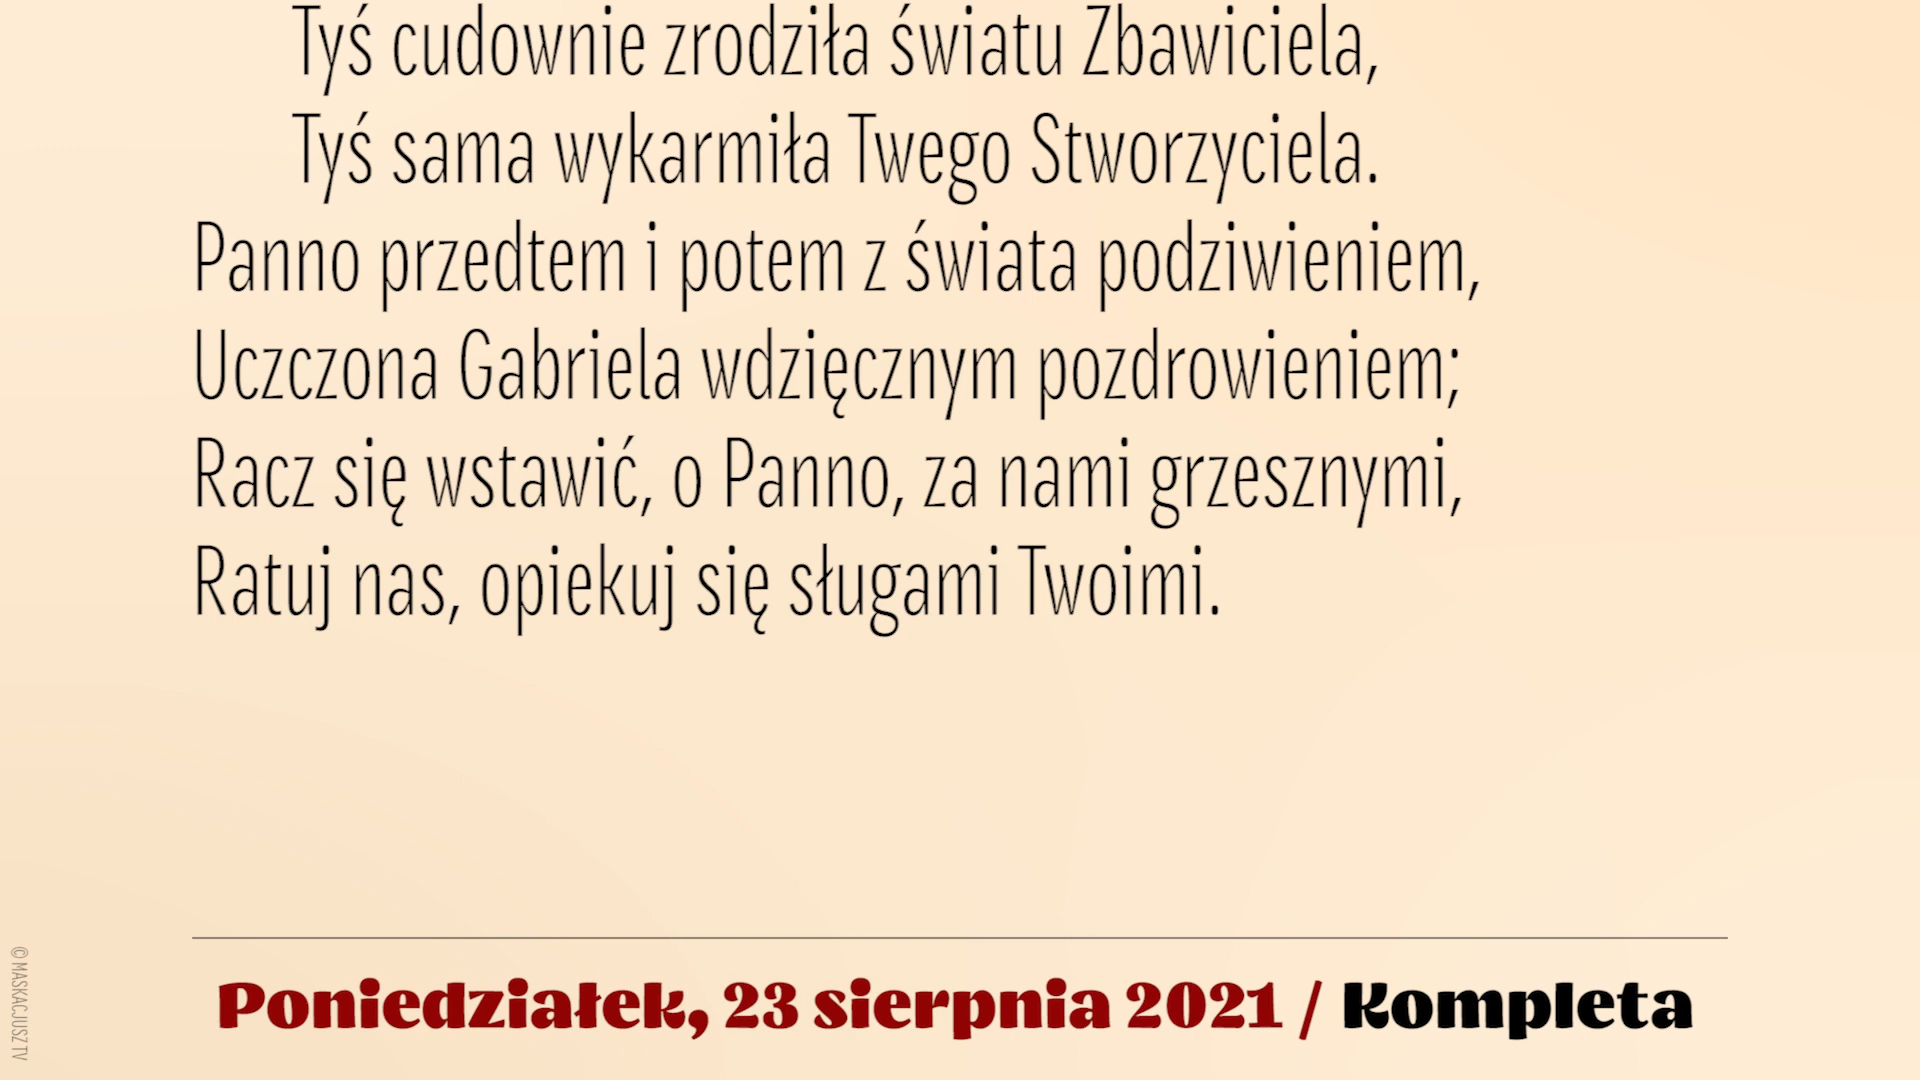 Tyś cudownie zrodziła światu Zbawiciela,
Tyś sama wykarmiła Twego Stworzyciela.
Panno przedtem i potem z świata podziwieniem,
Uczczona Gabriela wdzięcznym pozdrowieniem;
Racz się wstawić, o Panno, za nami grzesznymi,
Ratuj nas, opiekuj się sługami Twoimi.
Poniedziałek, 23 sierpnia 2021 / Kompleta
© MASKACJUSZ TV